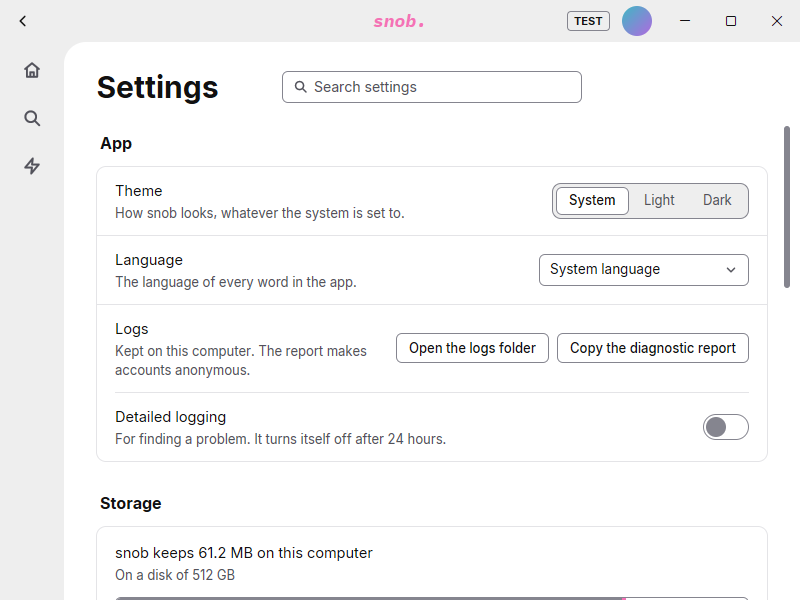 snob.
TEST
Settings
Search settings
App
Theme
How snob looks, whatever the system is set to.
System
Light
Dark
Language
The language of every word in the app.
System language
Logs
Kept on this computer. The report makes
accounts anonymous.
Open the logs folder
Copy the diagnostic report
Detailed logging
For finding a problem. It turns itself off after 24 hours.
Storage
snob keeps 61.2 MB on this computer
On a disk of 512 GB